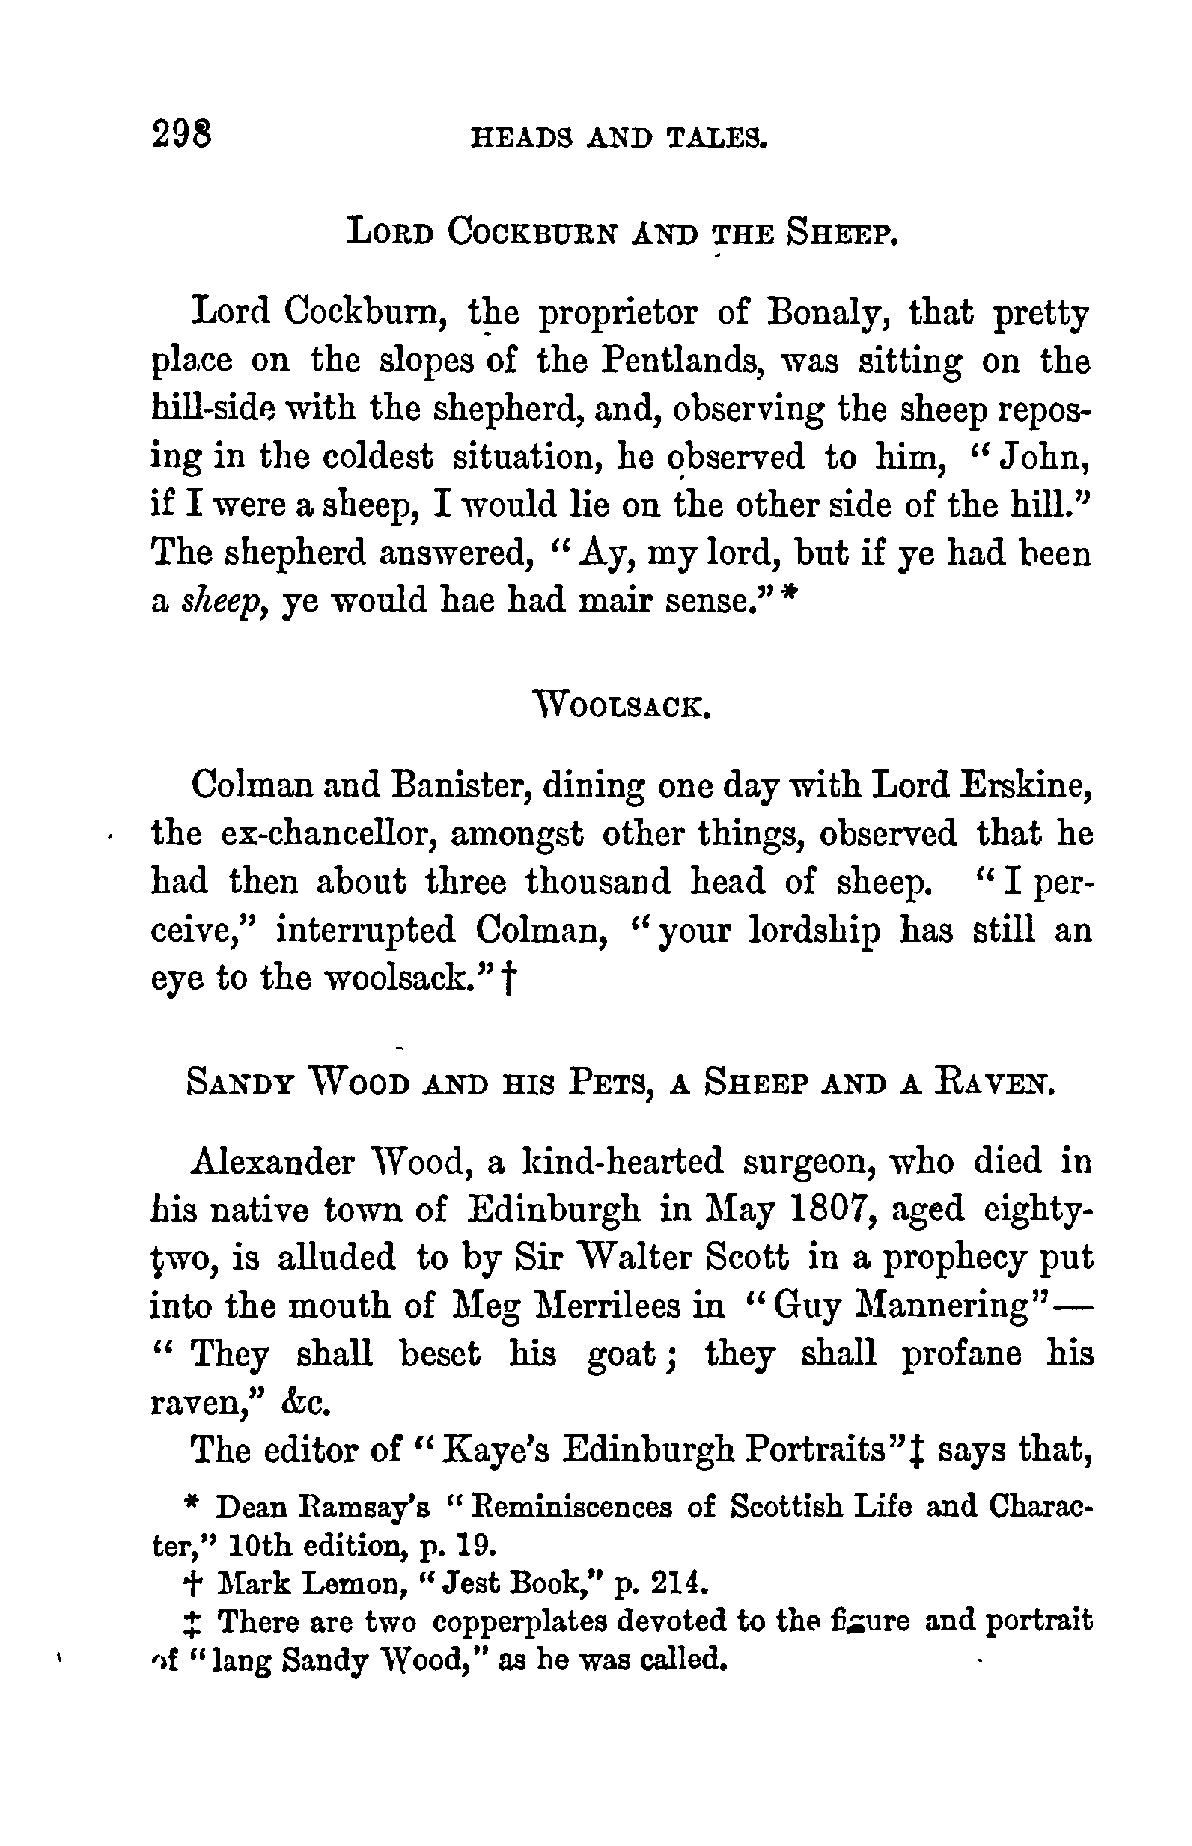 298 HEADS AND TALES.
LORD COCKBURN AND THE SHEEP.
Lord Cockburn, the proprietor of Bonaly, that pretty
place on the slopes of the Pentlands, was sitting on the
hill-side with the shepherd, and, observing the sheep repos-
ing in the coldest situation, he observed to him, “John,
if I were a sheep, I would lie on the other side of the hill.”
The shepherd answered, “Ay, my lord, but if ye had been
a sheep, ye would hae had mair sense.”*
WOOLSACK.
Colman and Banister, dining one day with Lord Erskine,
the ex-chancellor, amongst other things, observed that he
had then about three thousand head of sheep. “I per-
ceive,” interrupted Colman, “your lordship has still an
eye to the woolsack.”†
SANDY WOOD AND HIS PETS, A SHEEP AND A RAVEN.
Alexander Wood, a kind-hearted surgeon, who died in
his native town of Edinburgh in May 1807, aged eighty-
two, is alluded to by Sir Walter Scott in a prophecy put
into the mouth of Meg Merrilees in “Guy Mannering”—
“They shall beset his goat; they shall profane his
raven,” &c.
The editor of “Kaye's Edinburgh Portraits”‡ says that,
* Dean Ramsay's “Reminiscences of Scottish Life and Charac-
ter,” 10th edition, p. 19.
† Mark Lemon, “Jest Book,” p. 214.
‡ There are two copperplates devoted to the figure and portrait
of “lang Sandy Wood,” as he was called.